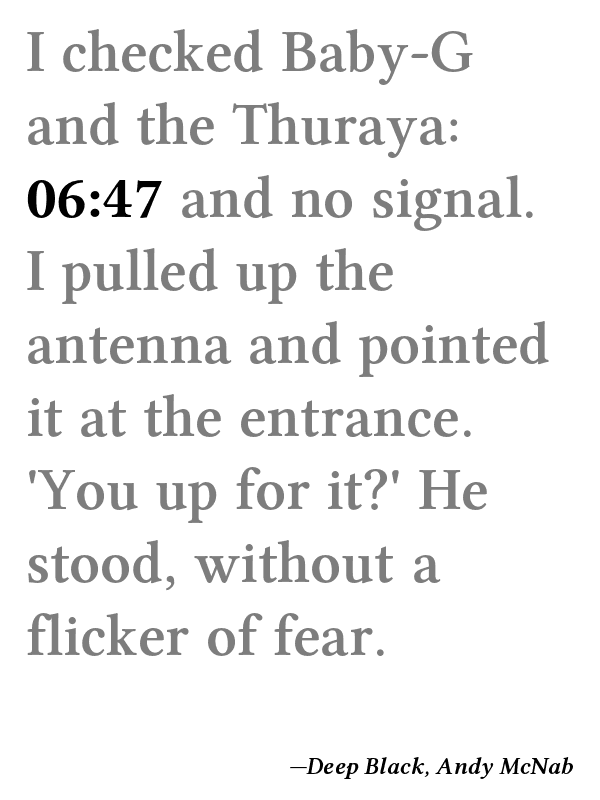 I checked Baby-G
and the Thuraya:
06:47 and no signal.
I pulled up the
antenna and pointed
it at the entrance.
'You up for it?' He
stood, without a
flicker of fear.
—Deep Black, Andy McNab